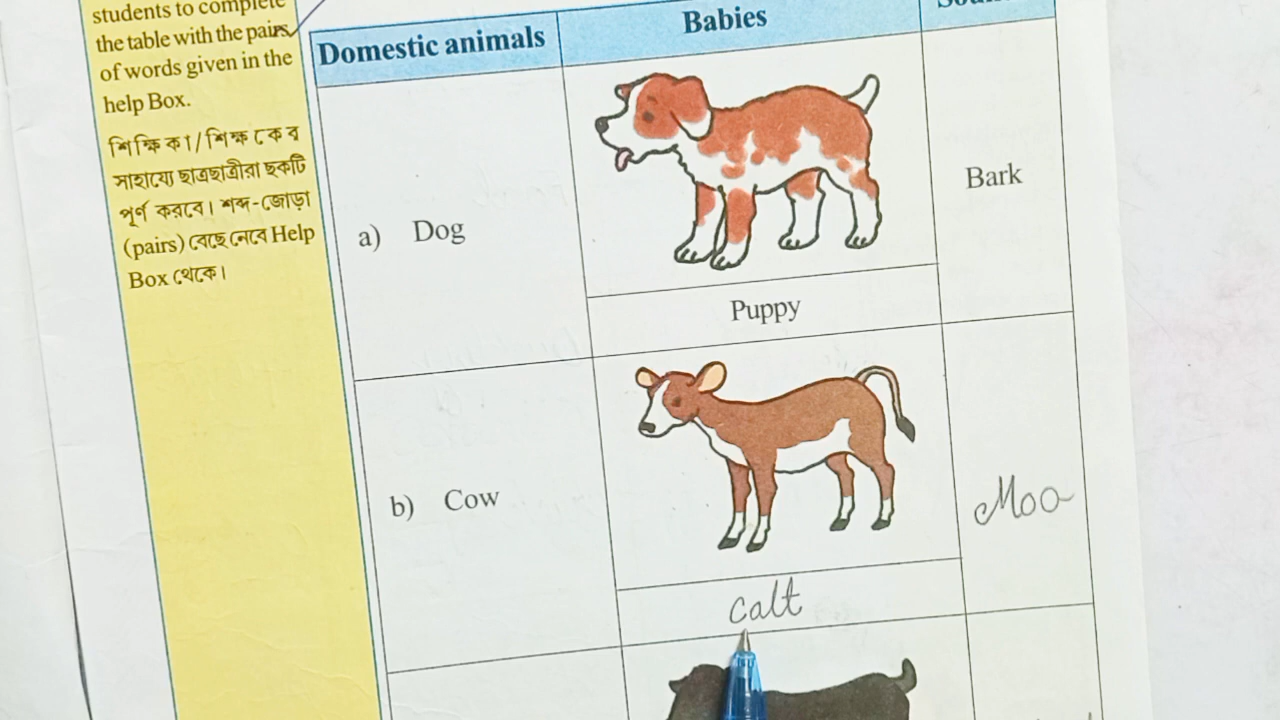 students to complete
the table with the pairs
of words given in the
help Box.
শিক্ষিকা/শিক্ষকের
সাহায্যে ছাত্রছাত্রীরা ছকটি
পূর্ণ করবে। শব্দ-জোড়া
(pairs) বেছে নেবে Help
Box থেকে।
Domestic animals
Babies
a) Dog
Puppy
Bark
b) Cow
calt
Moo